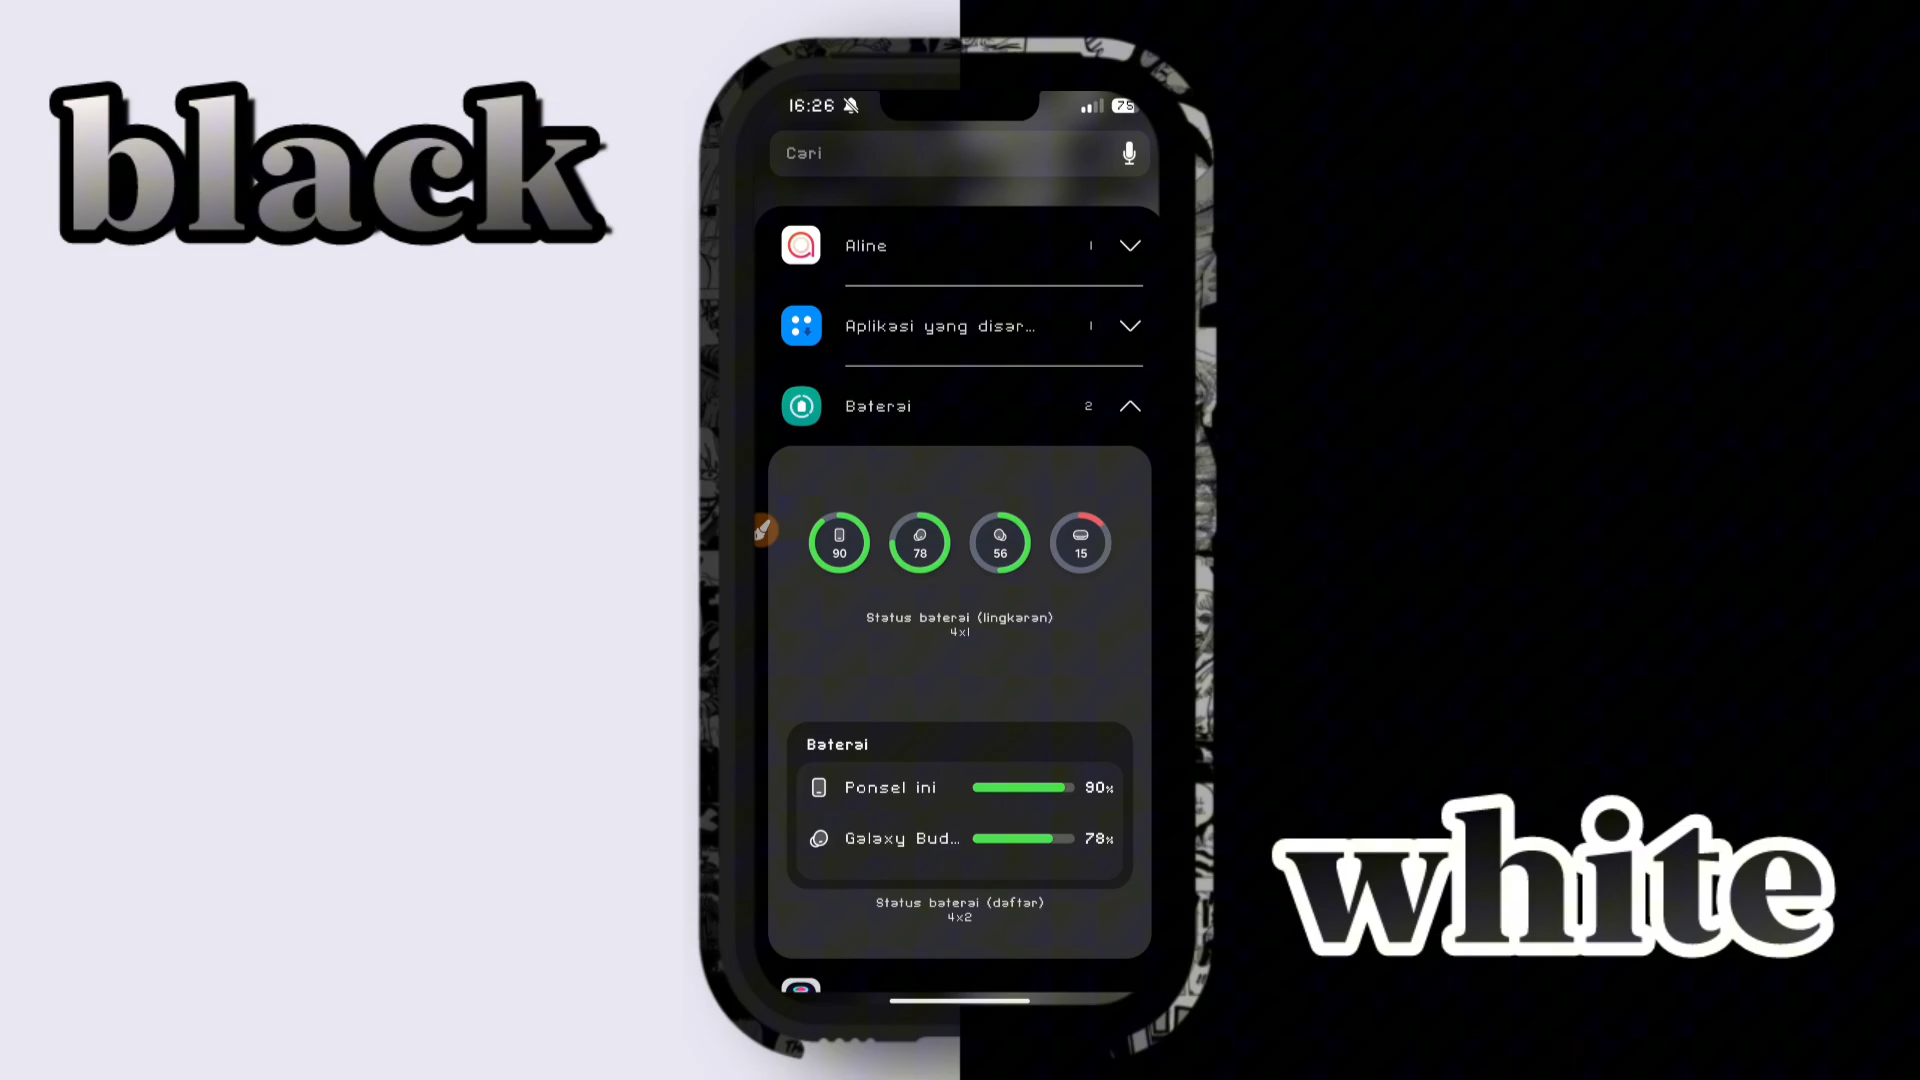 black
16:26
75
Cari
Aline 1
Aplikasi yang disar... 1
Baterai 2
90 78 56 15
Status baterai (lingkaran)
4x1
Baterai
Ponsel ini 90%
Galaxy Bud... 78%
Status baterai (daftar)
4x2
white